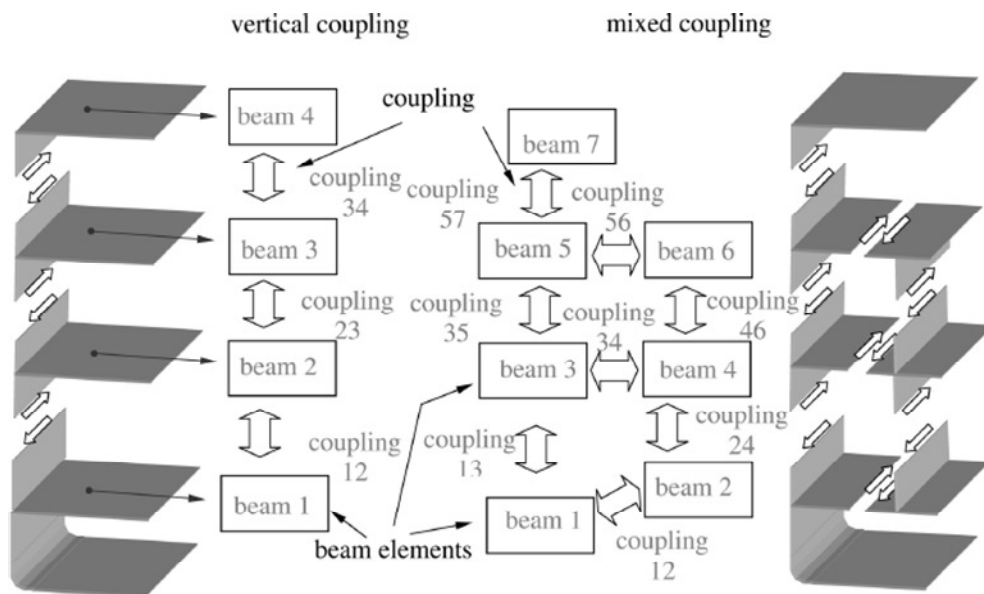 vertical coupling
mixed coupling
coupling
beam 4
beam 7
coupling
34
coupling
57
coupling
56
beam 3
beam 5
beam 6
coupling
23
coupling
35
coupling
34
coupling
46
beam 2
beam 3
beam 4
coupling
12
coupling
13
coupling
24
beam 1
beam 1
beam 2
beam elements
coupling
12